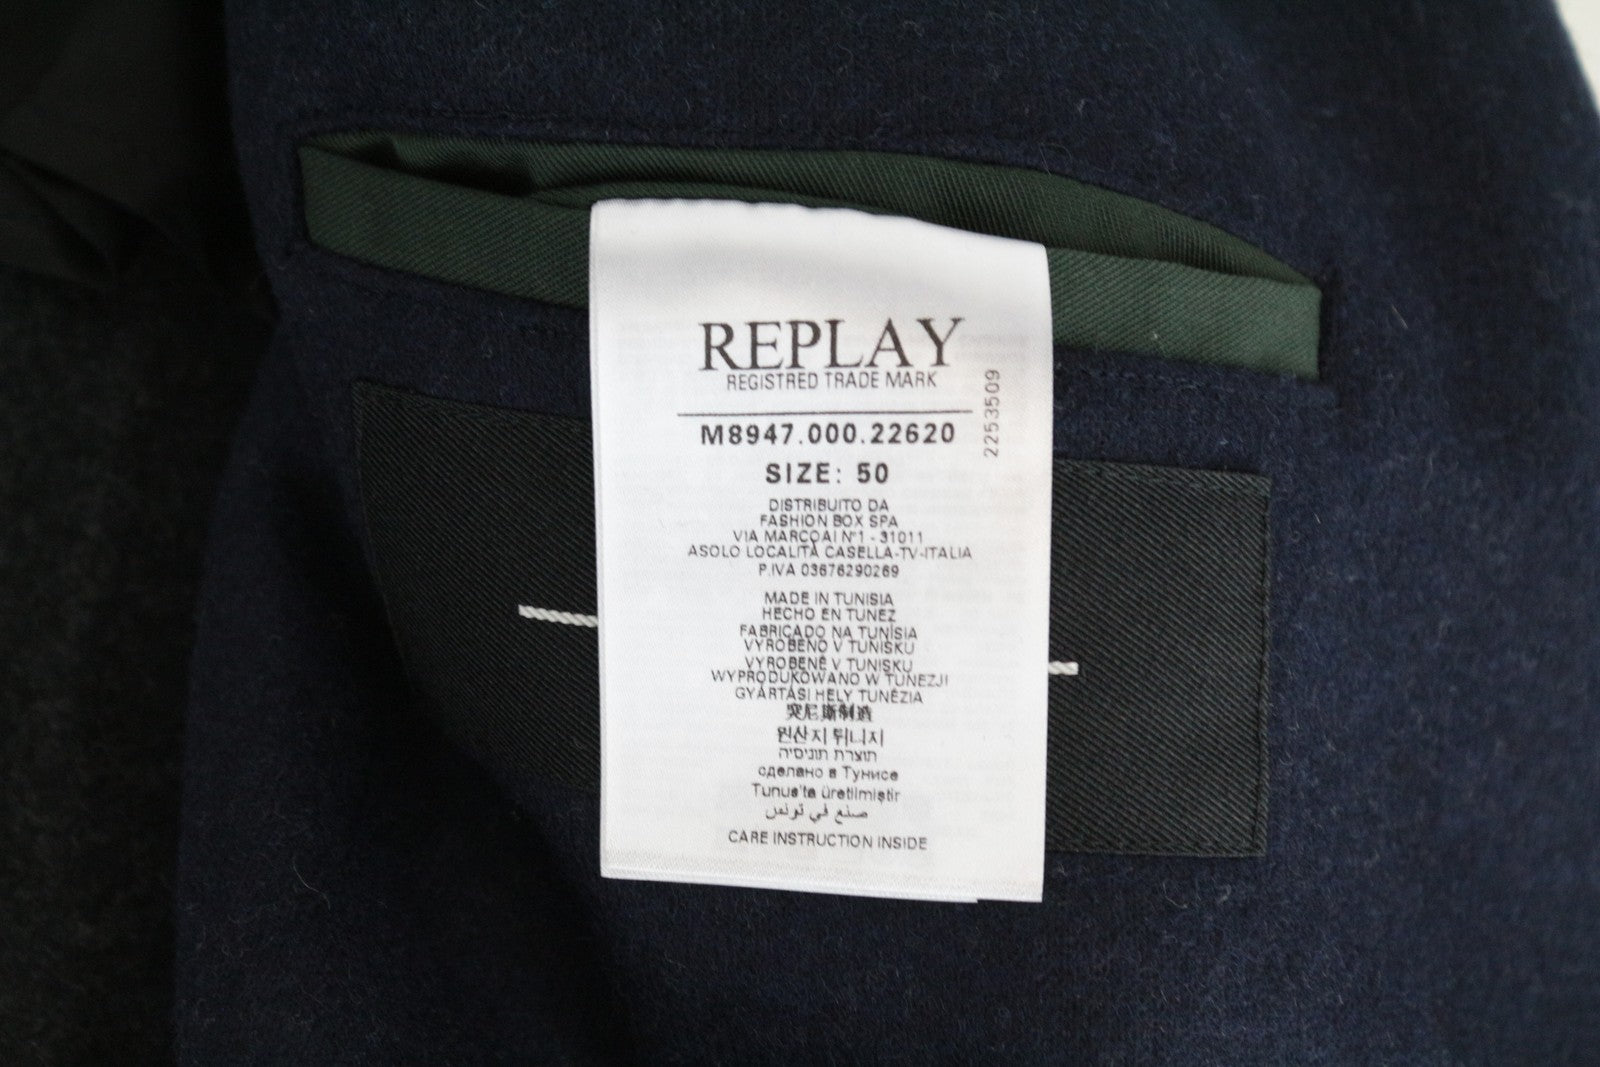 REPLAY
REGISTRED TRADE MARK
2253509
M8947.000.22620
SIZE: 50
DISTRIBUITO DA
FASHION BOX SPA
VIA MARCOAI N°1 - 31011
ASOLO LOCALITÀ CASELLA-TV-ITALIA
P.IVA 03676290269
MADE IN TUNISIA
HECHO EN TUNEZ
FABRICADO NA TUNÍSIA
VYROBENO V TUNISKU
VYROBENÉ V TUNISKU
WYPRODUKOWANO W TUNEZJI
GYÁRTÁSI HELY TUNÉZIA
突尼斯制造
원산지 튀니지
תוצרת תוניסיה
сделано в Тунисе
Tunus'ta üretilmiştir
صنع في تونس
CARE INSTRUCTION INSIDE